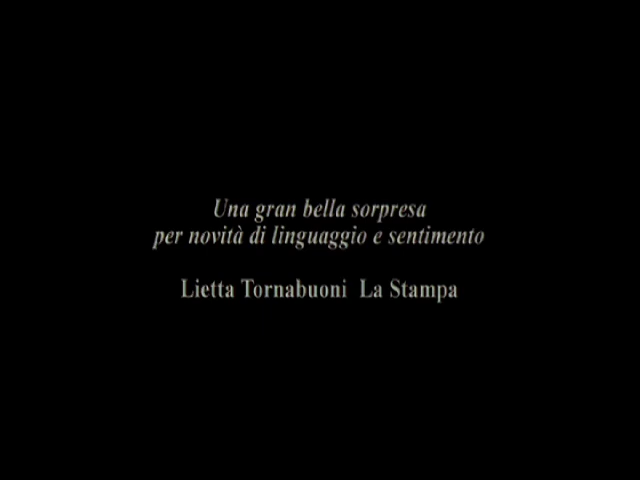 Una gran bella sorpresa
per novità di linguaggio e sentimento
Lietta Tornabuoni La Stampa